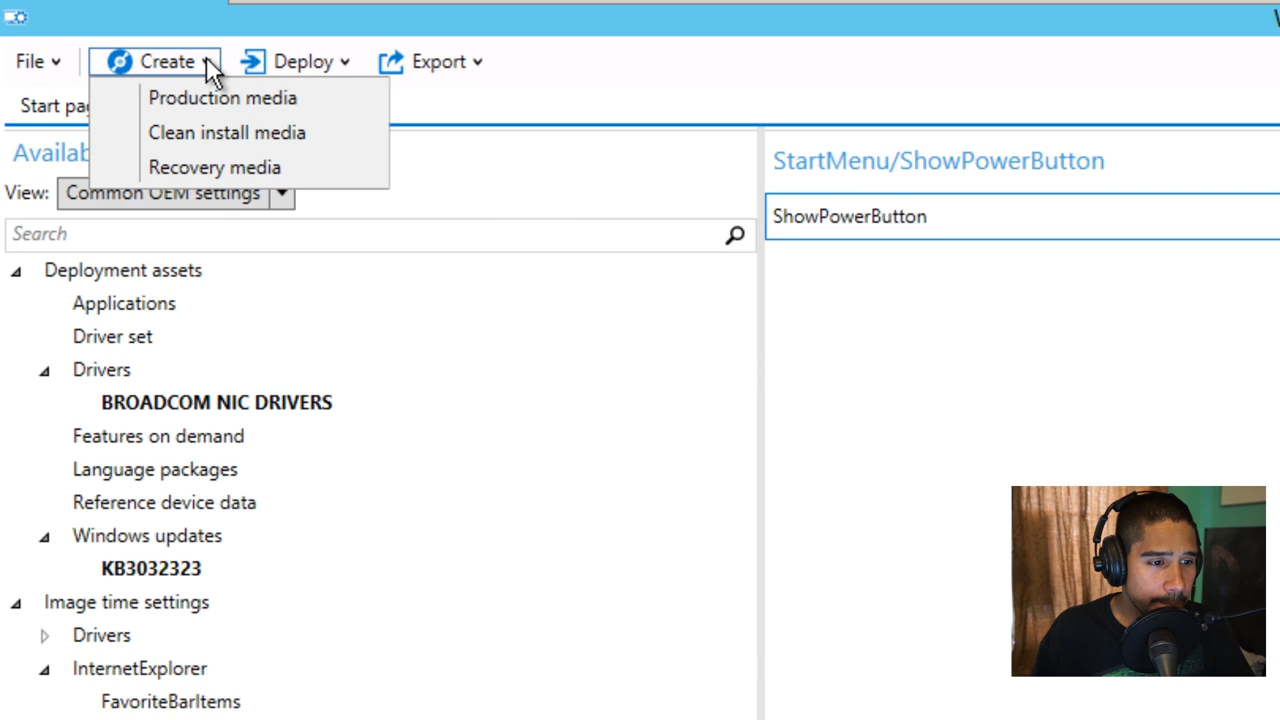 File
Create
Deploy
Export
Production media
Clean install media
Recovery media
Start
StartMenu/ShowPowerButton
View: Common OEM settings
ShowPowerButton
Search
Deployment assets
Applications
Driver set
Drivers
BROADCOM NIC DRIVERS
Features on demand
Language packages
Reference device data
Windows updates
KB3032323
Image time settings
Drivers
InternetExplorer
FavoriteBarItems